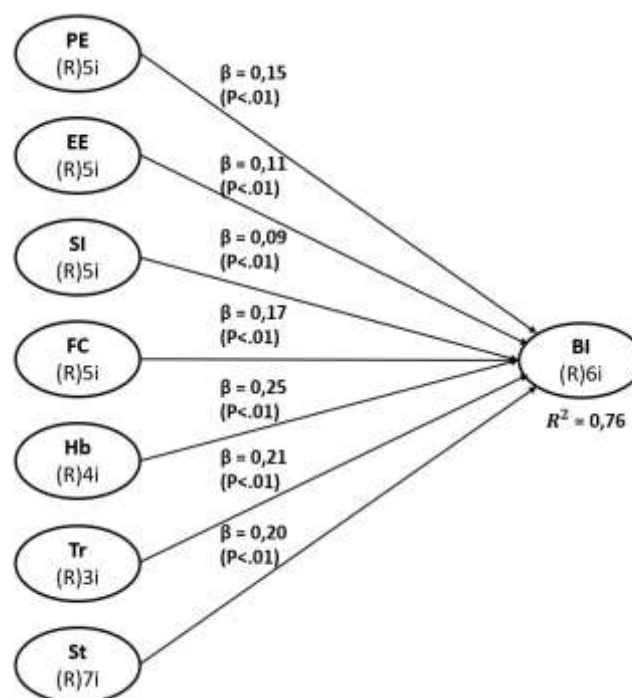 PE
(R)5i
β = 0,15
(P<.01)
EE
(R)5i
β = 0,11
(P<.01)
SI
(R)5i
β = 0,09
(P<.01)
FC
(R)5i
β = 0,17
(P<.01)
BI
(R)6i
R² = 0,76
Hb
(R)4i
β = 0,25
(P<.01)
Tr
(R)3i
β = 0,21
(P<.01)
St
(R)7i
β = 0,20
(P<.01)